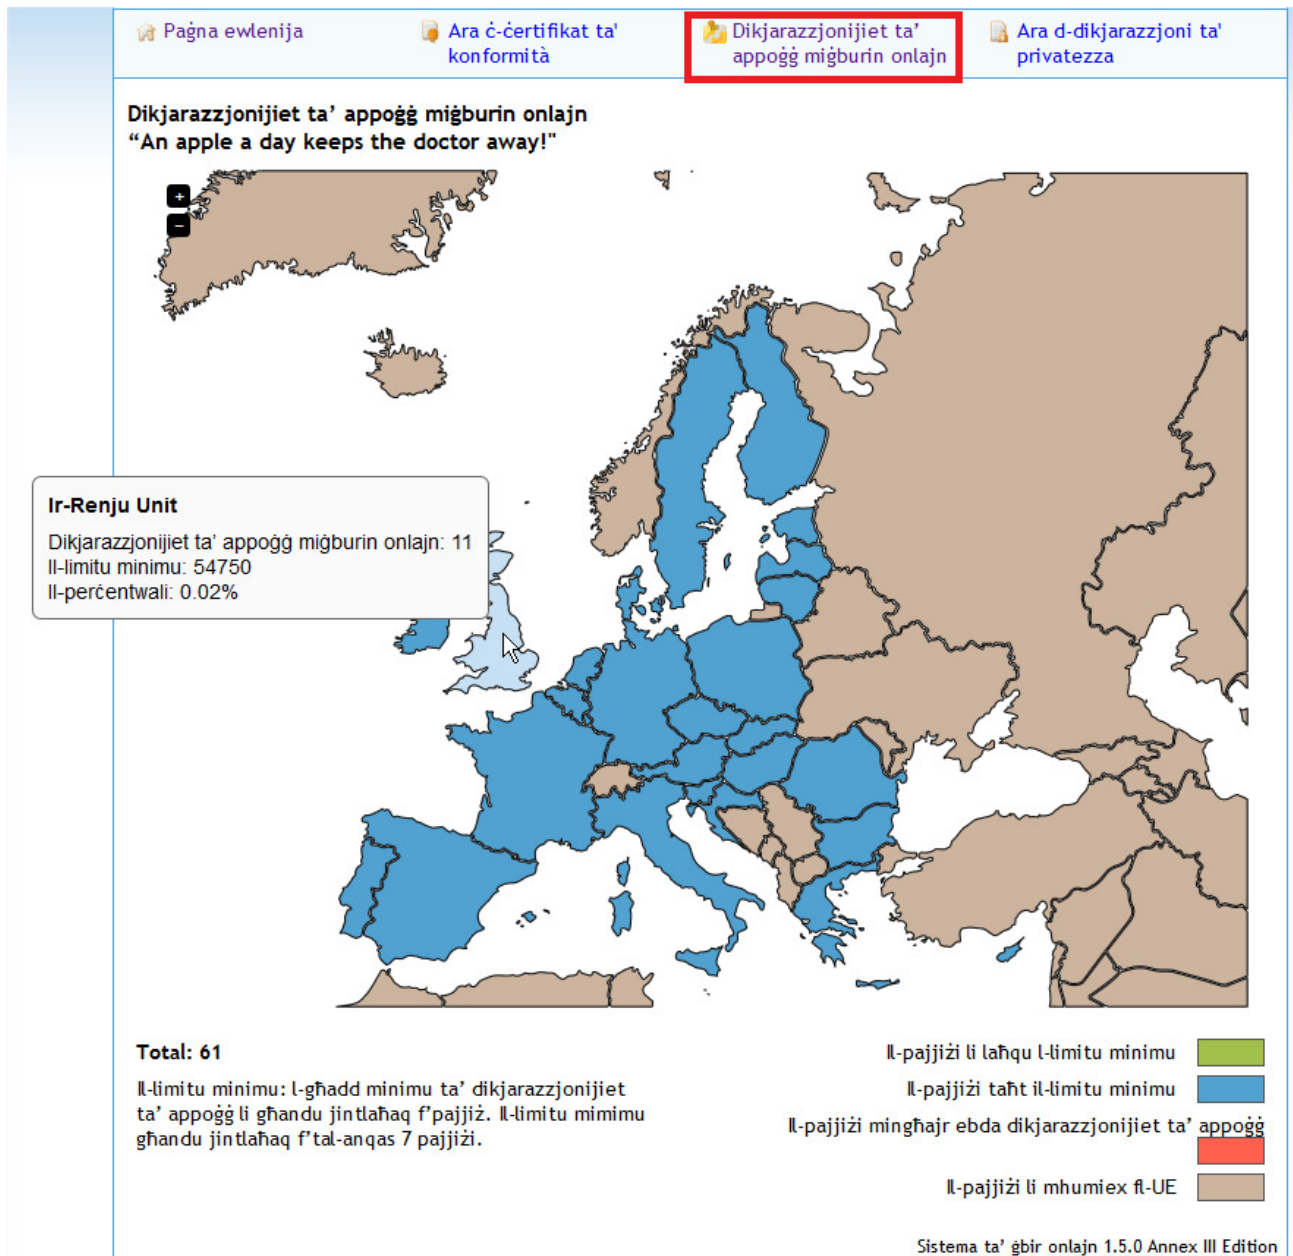 Paġna ewlenija
Ara ċ-ċertifikat ta'
konformità
Dikjarazzjonijiet ta’
appoġġ miġburin onlajn
Ara d-dikjarazzjoni ta'
privatezza
Dikjarazzjonijiet ta’ appoġġ miġburin onlajn
“An apple a day keeps the doctor away!"
+
−
Ir-Renju Unit
Dikjarazzjonijiet ta’ appoġġ miġburin onlajn: 11
Il-limitu minimu: 54750
Il-perċentwali: 0.02%
Total: 61
Il-limitu minimu: l-għadd minimu ta’ dikjarazzjonijiet
ta’ appoġġ li għandu jintlaħaq f’pajjiż. Il-limitu mimimu
għandu jintlaħaq f’tal-anqas 7 pajjiżi.
Il-pajjiżi li laħqu l-limitu minimu
Il-pajjiżi taħt il-limitu minimu
Il-pajjiżi mingħajr ebda dikjarazzjonijiet ta’ appoġġ
Il-pajjiżi li mhumiex fl-UE
Sistema ta’ ġbir onlajn 1.5.0 Annex III Edition